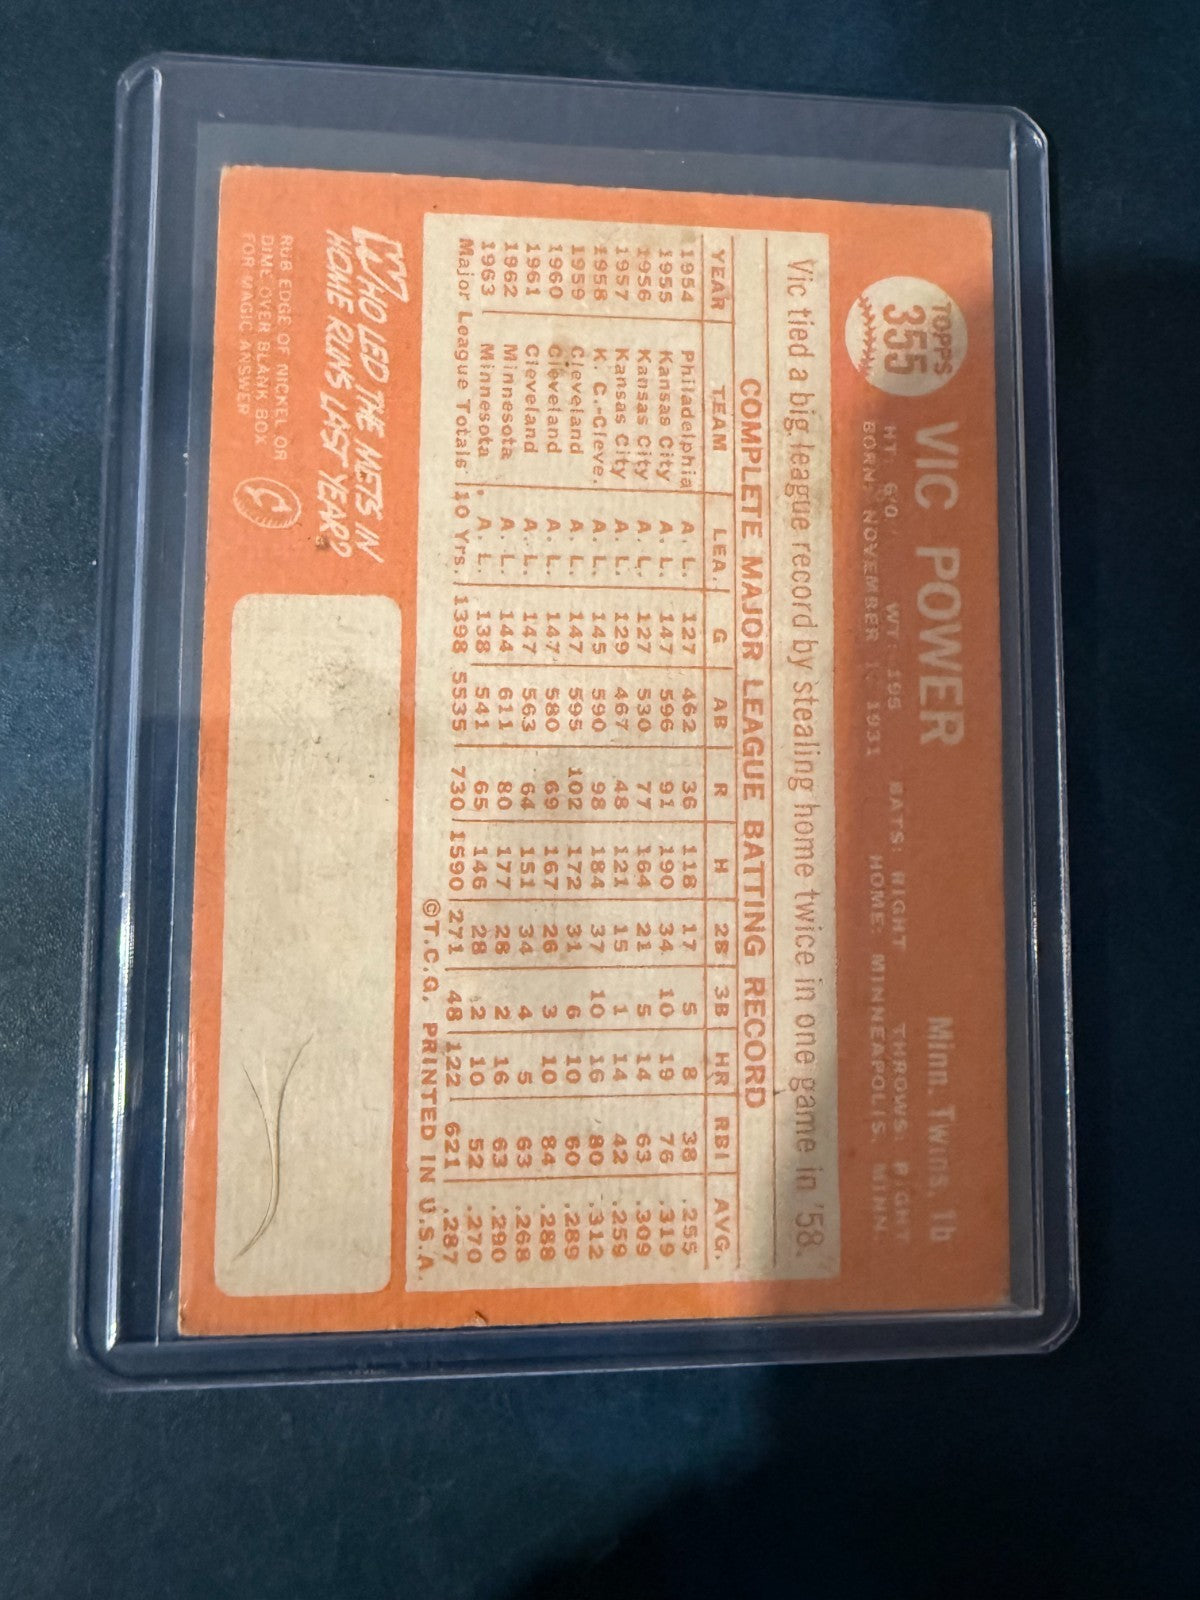 TOPPS
355
VIC POWER
Minn. Twins, 1b
HT: 6'0 WT: 195 BATS: RIGHT THROWS: RIGHT
BORN: NOVEMBER 1, 1931 HOME: MINNEAPOLIS, MINN.
Vic tied a big league record by stealing home twice in one game in '58.
COMPLETE MAJOR LEAGUE BATTING RECORD
YEAR TEAM LEA. G AB R H 2B 3B HR RBI AVG.
1954 Philadelphia A. L. 127 462 36 118 17 5 8 38 .255
1955 Kansas City A. L. 147 596 91 190 34 10 19 76 .319
1956 Kansas City A. L. 127 530 77 164 21 5 14 63 .309
1957 Kansas City A. L. 129 467 48 121 15 1 14 42 .259
1958 K. C.-Cleve. A. L. 145 590 98 184 37 10 16 80 .312
1959 Cleveland A. L. 147 595 102 172 31 6 10 60 .289
1960 Cleveland A. L. 147 580 69 167 26 3 10 84 .288
1961 Cleveland A. L. 147 563 64 151 34 4 5 63 .268
1962 Minnesota A. L. 144 611 80 177 28 2 16 63 .290
1963 Minnesota A. L. 138 541 65 146 28 2 10 52 .270
Major League Totals 10 Yrs. 1398 5535 730 1590 271 48 122 621 .287
©T.C.G. PRINTED IN U.S.A.
WHO LED THE METS IN
HOME RUNS LAST YEAR?
RUB EDGE OF NICKEL OR
DIME OVER BLANK BOX
FOR MAGIC ANSWER